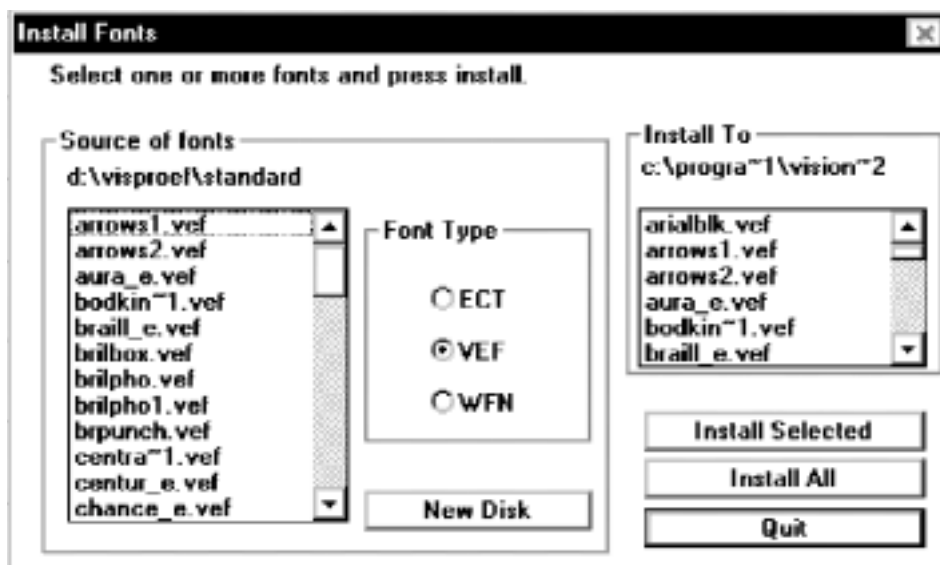 Install Fonts
Select one or more fonts and press install.
Source of fonts
d:\visproef\standard
arrows1.vef
arrows2.vef
aura_e.vef
bodkin~1.vef
braill_e.vef
brilbox.vef
brilpho.vef
brilpho1.vef
brpunch.vef
centra~1.vef
centur_e.vef
chance_e.vef
Font Type
ECT
VEF
WFN
New Disk
Install To
c:\progra~1\vision~2
arialblk.vef
arrows1.vef
arrows2.vef
aura_e.vef
bodkin~1.vef
braill_e.vef
Install Selected
Install All
Quit